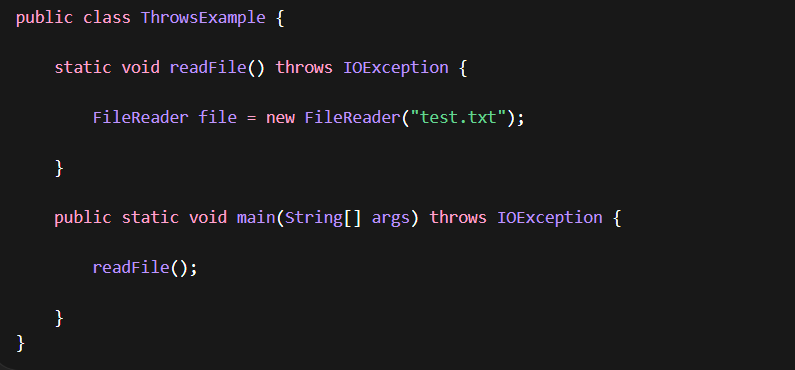 public class ThrowsExample {
static void readFile() throws IOException {
FileReader file = new FileReader("test.txt");
}
public static void main(String[] args) throws IOException {
readFile();
}
}